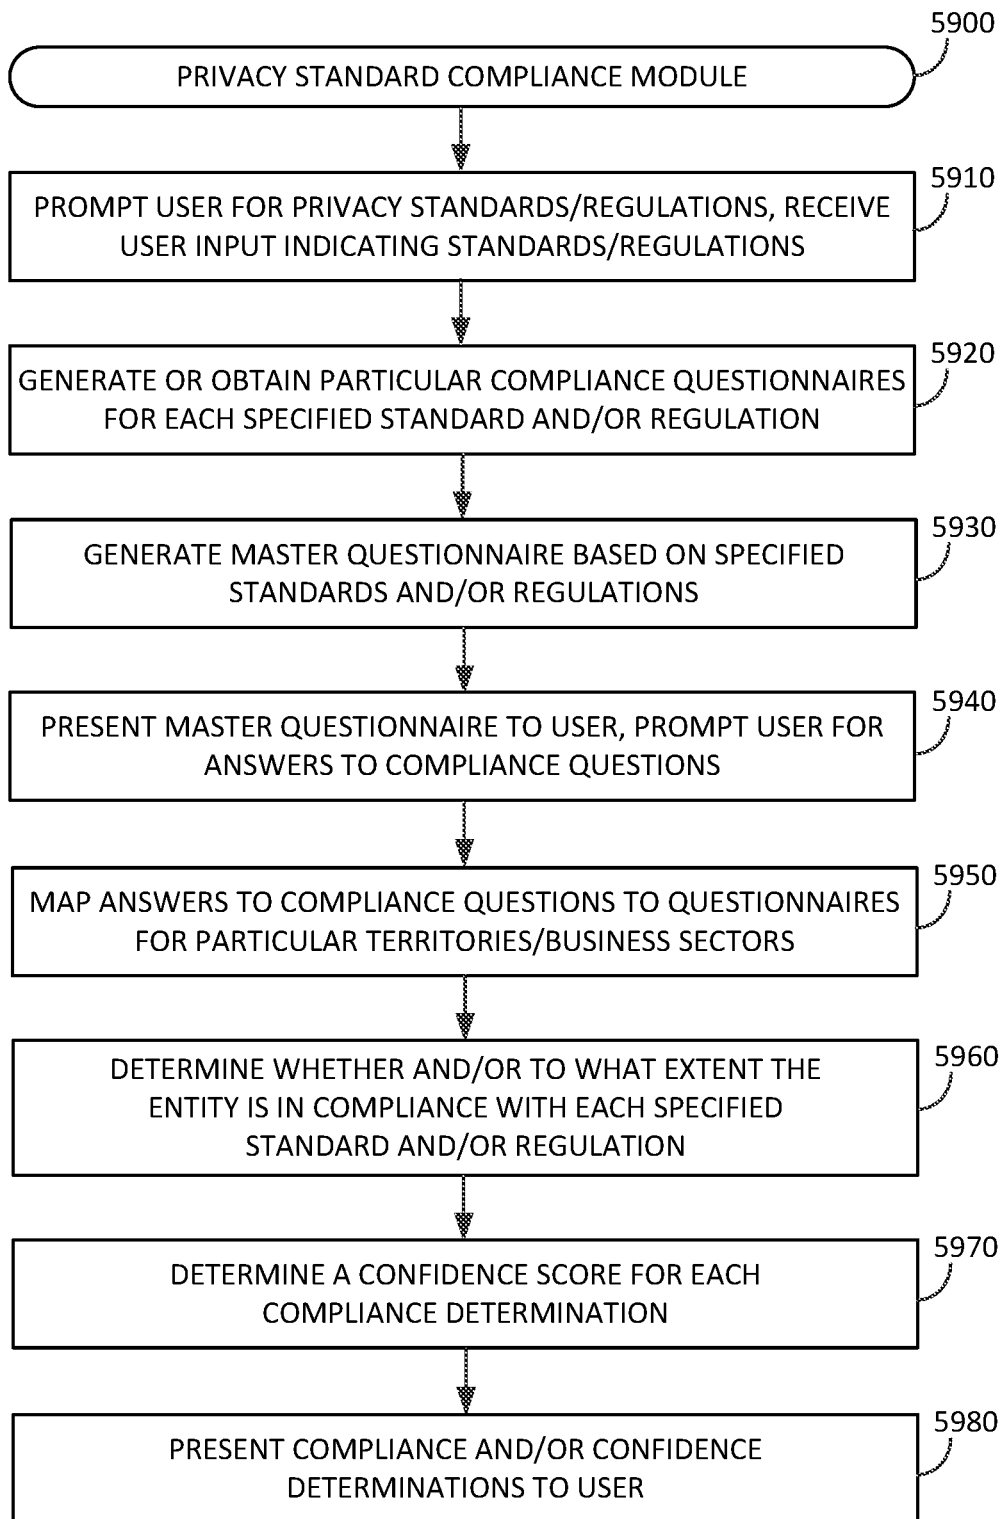 5900
PRIVACY STANDARD COMPLIANCE MODULE
5910
PROMPT USER FOR PRIVACY STANDARDS/REGULATIONS, RECEIVE
USER INPUT INDICATING STANDARDS/REGULATIONS
5920
GENERATE OR OBTAIN PARTICULAR COMPLIANCE QUESTIONNAIRES
FOR EACH SPECIFIED STANDARD AND/OR REGULATION
5930
GENERATE MASTER QUESTIONNAIRE BASED ON SPECIFIED
STANDARDS AND/OR REGULATIONS
5940
PRESENT MASTER QUESTIONNAIRE TO USER, PROMPT USER FOR
ANSWERS TO COMPLIANCE QUESTIONS
5950
MAP ANSWERS TO COMPLIANCE QUESTIONS TO QUESTIONNAIRES
FOR PARTICULAR TERRITORIES/BUSINESS SECTORS
5960
DETERMINE WHETHER AND/OR TO WHAT EXTENT THE
ENTITY IS IN COMPLIANCE WITH EACH SPECIFIED
STANDARD AND/OR REGULATION
5970
DETERMINE A CONFIDENCE SCORE FOR EACH
COMPLIANCE DETERMINATION
5980
PRESENT COMPLIANCE AND/OR CONFIDENCE
DETERMINATIONS TO USER